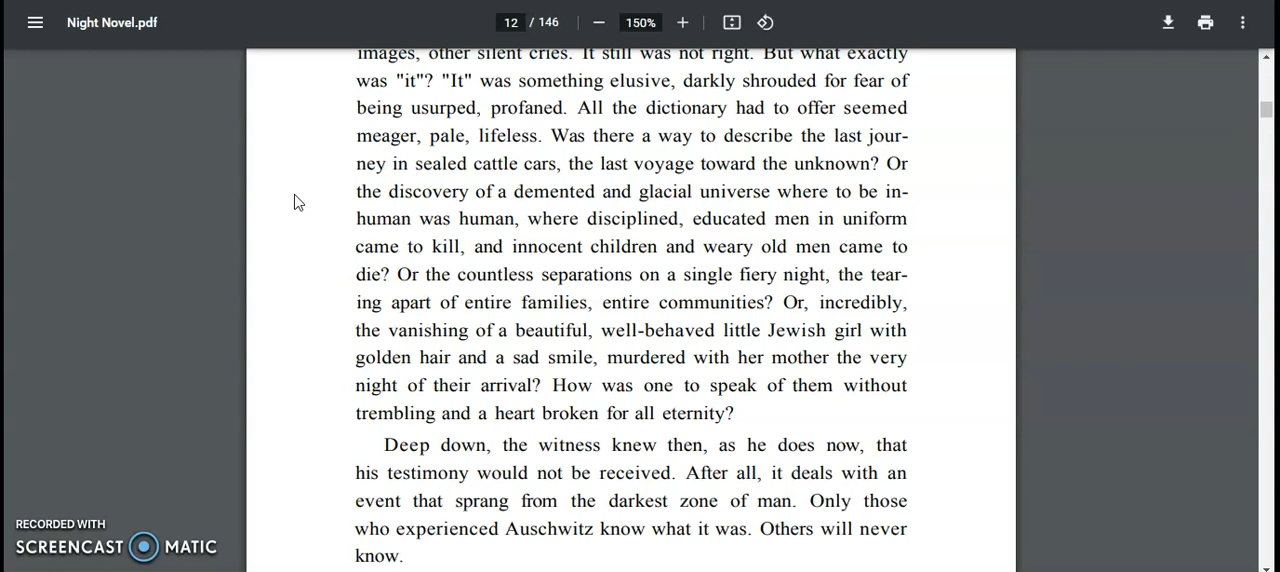 Night Novel.pdf
12 / 146
150%
images, other silent cries. It still was not right. But what exactly
was "it"? "It" was something elusive, darkly shrouded for fear of
being usurped, profaned. All the dictionary had to offer seemed
meager, pale, lifeless. Was there a way to describe the last jour-
ney in sealed cattle cars, the last voyage toward the unknown? Or
the discovery of a demented and glacial universe where to be in-
human was human, where disciplined, educated men in uniform
came to kill, and innocent children and weary old men came to
die? Or the countless separations on a single fiery night, the tear-
ing apart of entire families, entire communities? Or, incredibly,
the vanishing of a beautiful, well-behaved little Jewish girl with
golden hair and a sad smile, murdered with her mother the very
night of their arrival? How was one to speak of them without
trembling and a heart broken for all eternity?
Deep down, the witness knew then, as he does now, that
his testimony would not be received. After all, it deals with an
event that sprang from the darkest zone of man. Only those
who experienced Auschwitz know what it was. Others will never
know.
RECORDED WITH
SCREENCAST MATIC